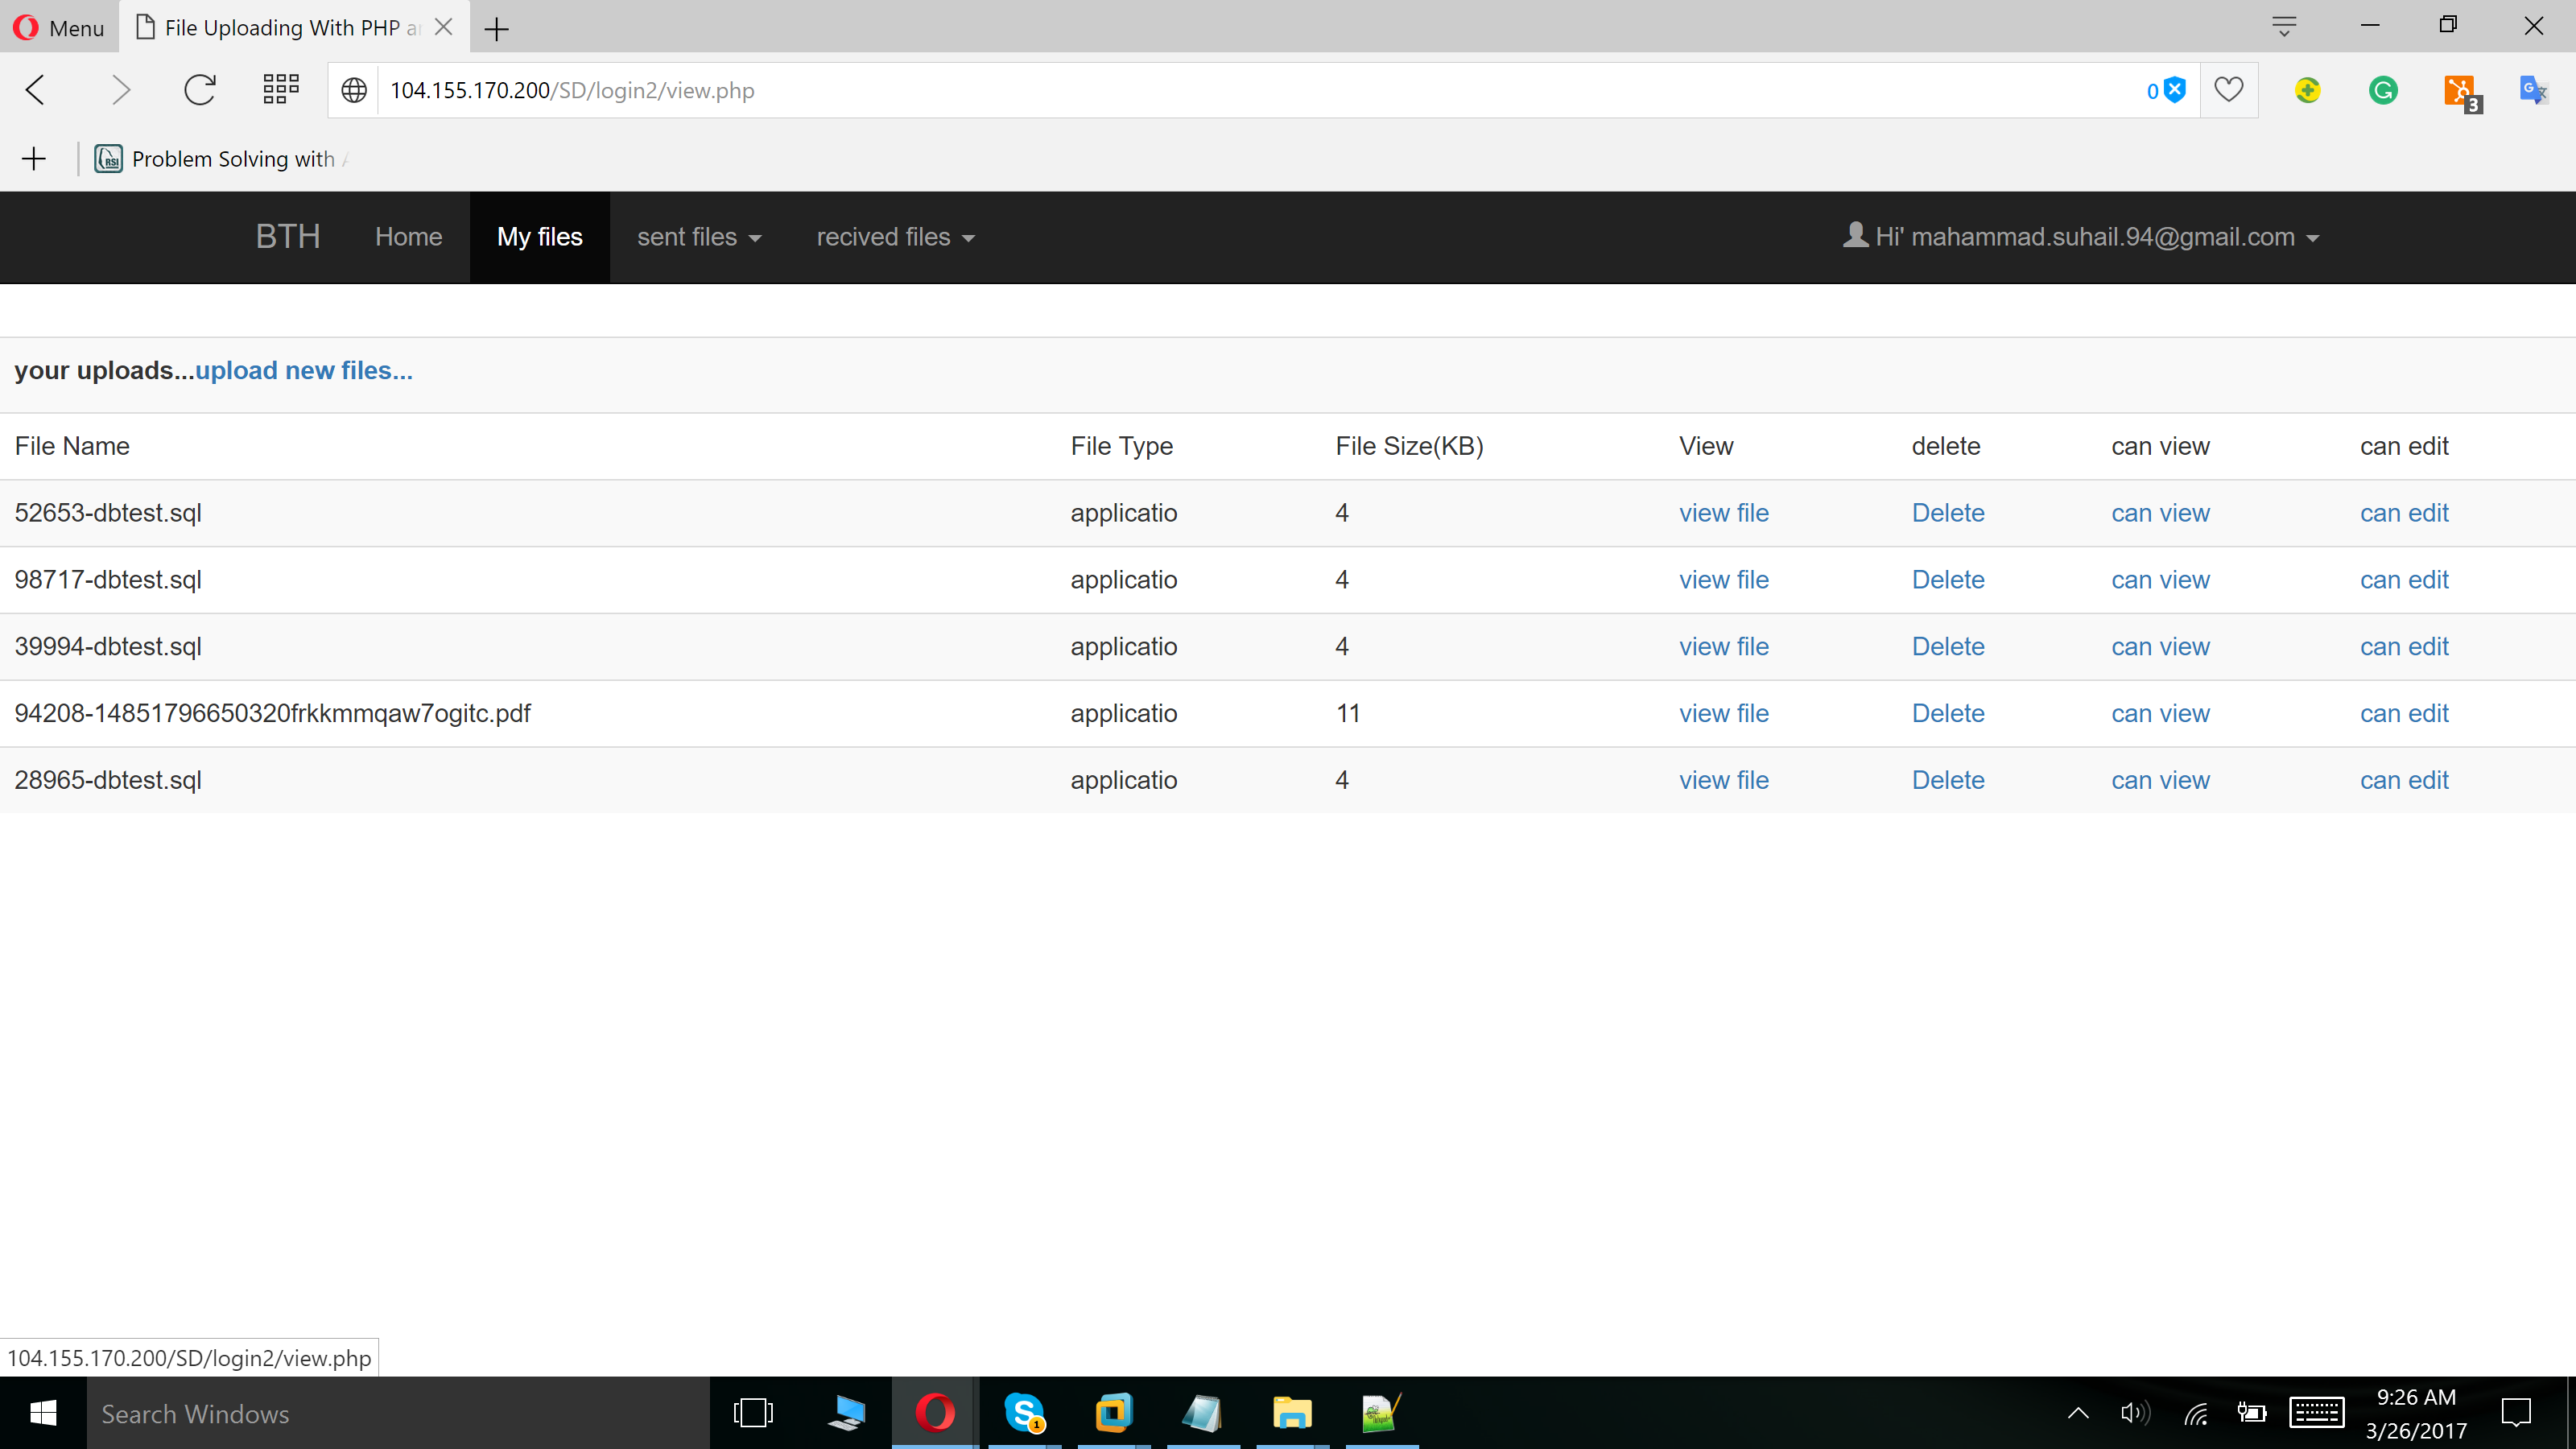 Menu
File Uploading With PHP a
104.155.170.200/SD/login2/view.php
0
3
Problem Solving with
BTH Home My files sent files recived files Hi' mahammad.suhail.94@gmail.com
your uploads...upload new files...
File Name File Type File Size(KB) View delete can view can edit
52653-dbtest.sql applicatio 4 view file Delete can view can edit
98717-dbtest.sql applicatio 4 view file Delete can view can edit
39994-dbtest.sql applicatio 4 view file Delete can view can edit
94208-14851796650320frkkmmqaw7ogitc.pdf applicatio 11 view file Delete can view can edit
28965-dbtest.sql applicatio 4 view file Delete can view can edit
104.155.170.200/SD/login2/view.php
Search Windows
9:26 AM
3/26/2017